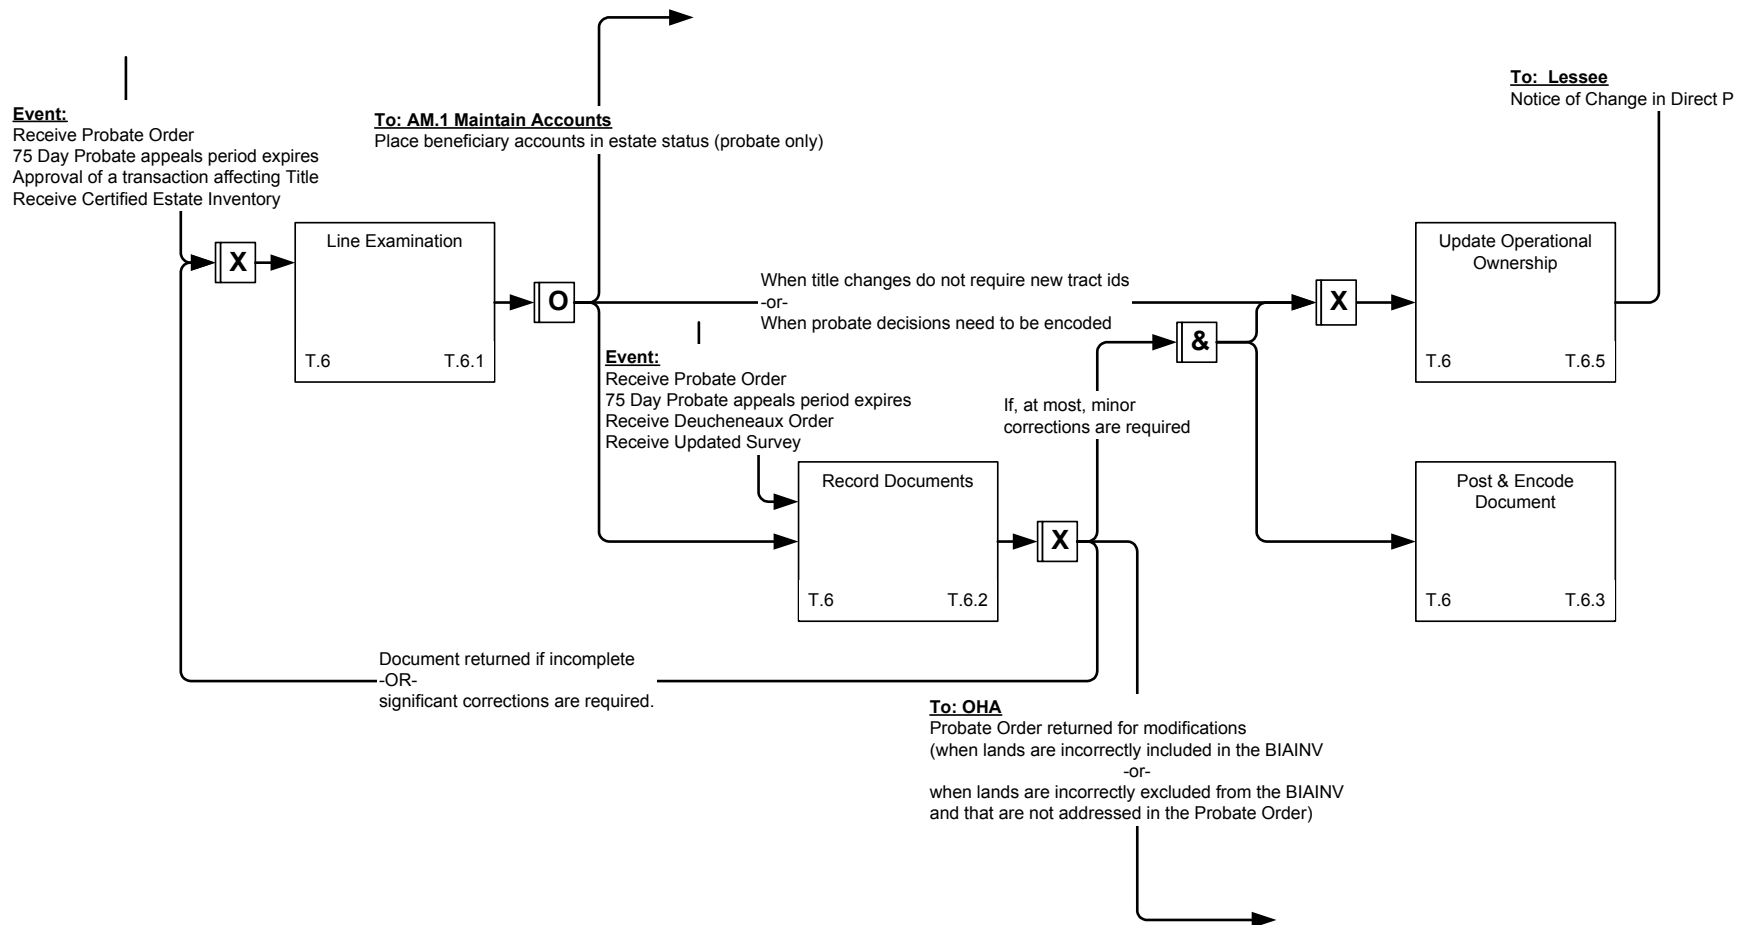 To: Lessee
Notice of Change in Direct P
Event:
Receive Probate Order
75 Day Probate appeals period expires
Approval of a transaction affecting Title
Receive Certified Estate Inventory
To: AM.1 Maintain Accounts
Place beneficiary accounts in estate status (probate only)
X
Line Examination
T.6 T.6.1
O
When title changes do not require new tract ids
-or-
When probate decisions need to be encoded
X
Update Operational
Ownership
T.6 T.6.5
&
Event:
Receive Probate Order
75 Day Probate appeals period expires
Receive Deucheneaux Order
Receive Updated Survey
If, at most, minor
corrections are required
Record Documents
T.6 T.6.2
X
Post & Encode
Document
T.6 T.6.3
Document returned if incomplete
-OR-
significant corrections are required.
To: OHA
Probate Order returned for modifications
(when lands are incorrectly included in the BIAINV
-or-
when lands are incorrectly excluded from the BIAINV
and that are not addressed in the Probate Order)